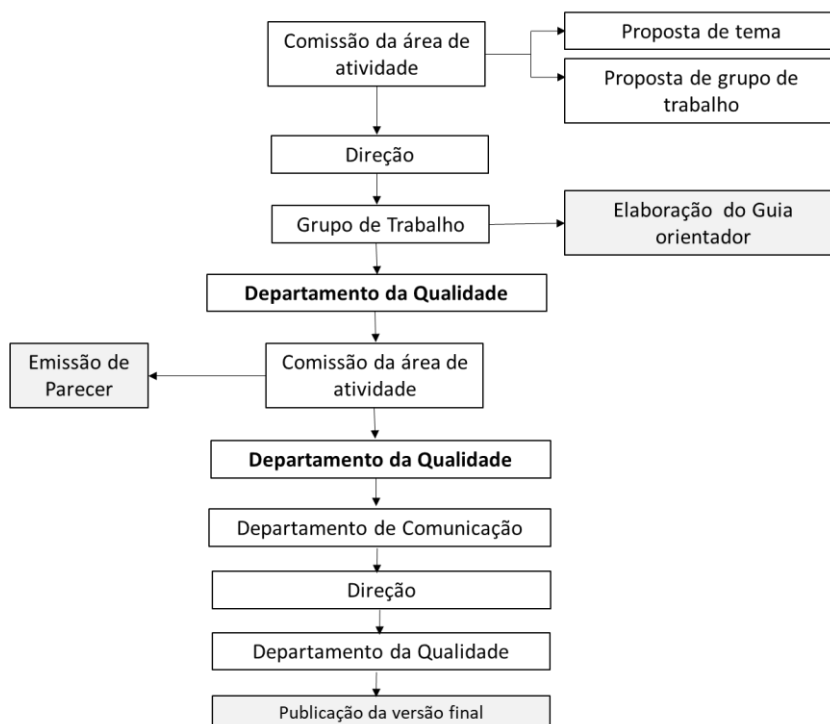 Comissão da área de
atividade
Proposta de tema
Proposta de grupo de
trabalho
Direção
Grupo de Trabalho
Elaboração do Guia
orientador
Departamento da Qualidade
Emissão de
Parecer
Comissão da área de
atividade
Departamento da Qualidade
Departamento de Comunicação
Direção
Departamento da Qualidade
Publicação da versão final